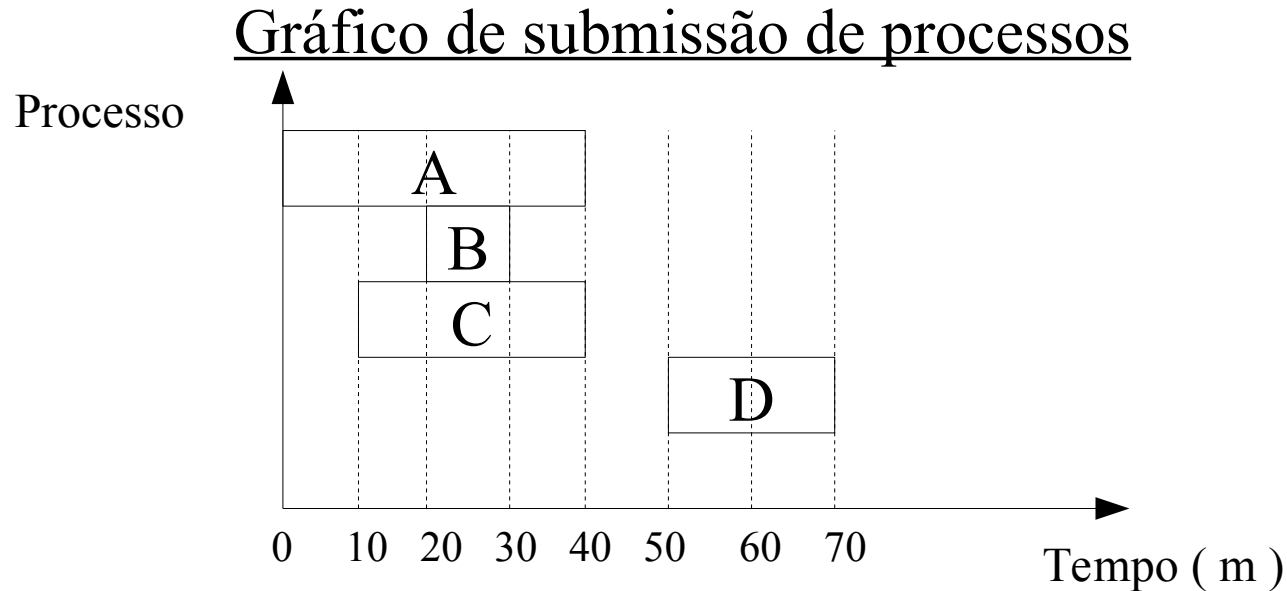 Gráfico de submissão de processos
Processo
A
B
C
D
0 10 20 30 40 50 60 70
Tempo ( m )